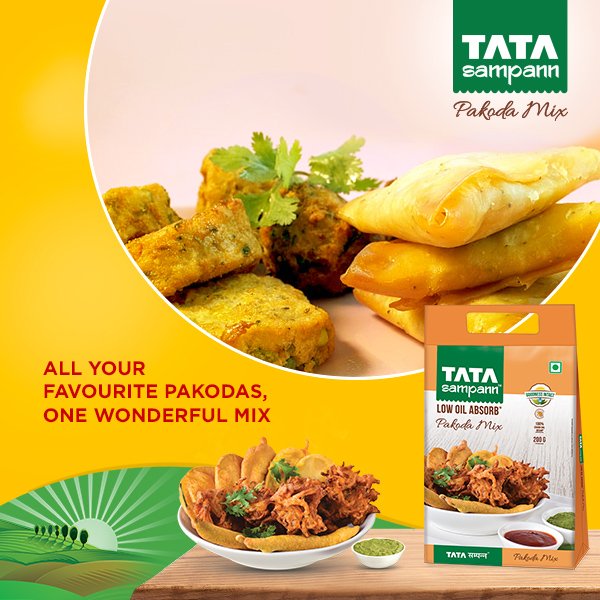 TATA
sampann
Pakoda Mix
ALL YOUR
FAVOURITE PAKODAS,
ONE WONDERFUL MIX
TATA
sampann
LOW OIL ABSORB*
Pakoda Mix
200 G
TATA सम्पन्न
Pakoda Mix